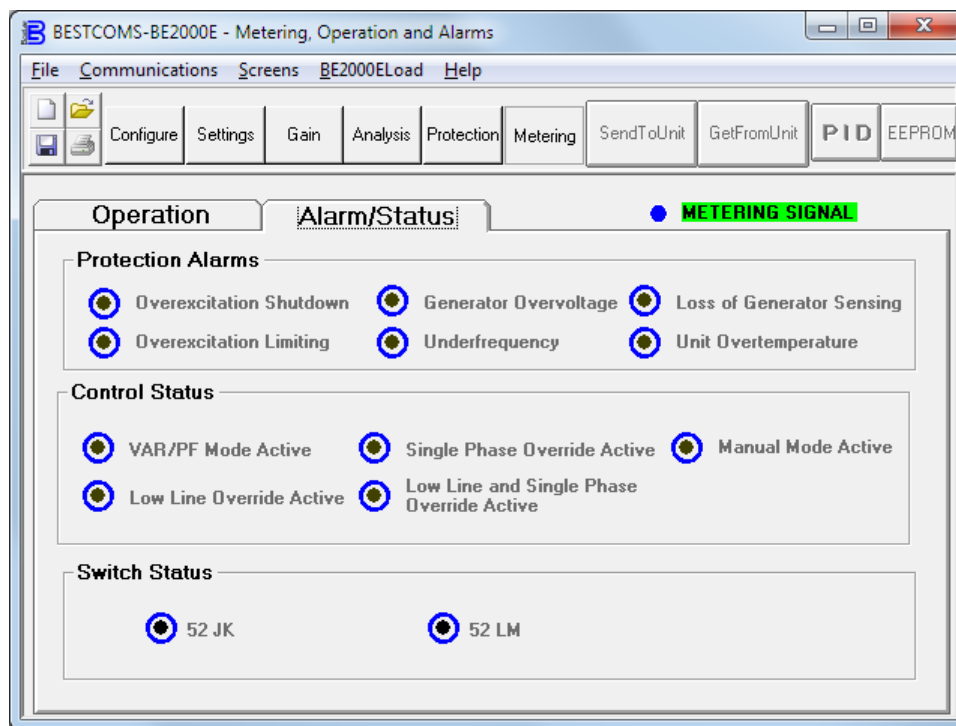 BESTCOMS-BE2000E - Metering, Operation and Alarms
File Communications Screens BE2000ELoad Help
Configure Settings Gain Analysis Protection Metering SendToUnit GetFromUnit PID EEPROM
Operation Alarm/Status METERING SIGNAL
Protection Alarms
Overexcitation Shutdown Generator Overvoltage Loss of Generator Sensing
Overexcitation Limiting Underfrequency Unit Overtemperature
Control Status
VAR/PF Mode Active Single Phase Override Active Manual Mode Active
Low Line Override Active Low Line and Single Phase
Override Active
Switch Status
52 JK 52 LM